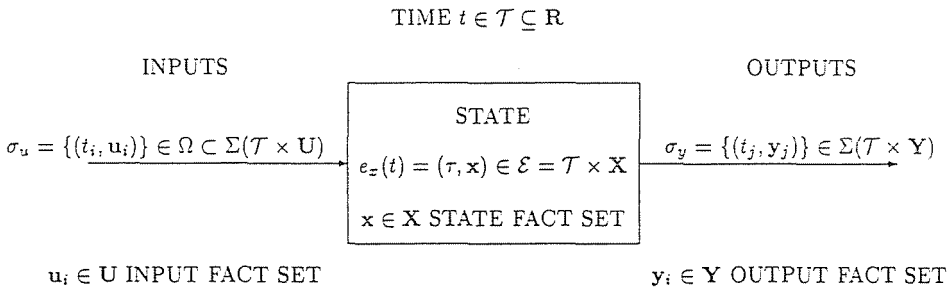 TIME t ∈ 𝒯 ⊆ R
INPUTS
OUTPUTS
STATE
σ_u = {(t_i, u_i)} ∈ Ω ⊂ Σ(𝒯 × U)
e_x(t) = (τ, x) ∈ ℰ = 𝒯 × X
σ_y = {(t_j, y_j)} ∈ Σ(𝒯 × Y)
x ∈ X STATE FACT SET
u_i ∈ U INPUT FACT SET
y_i ∈ Y OUTPUT FACT SET